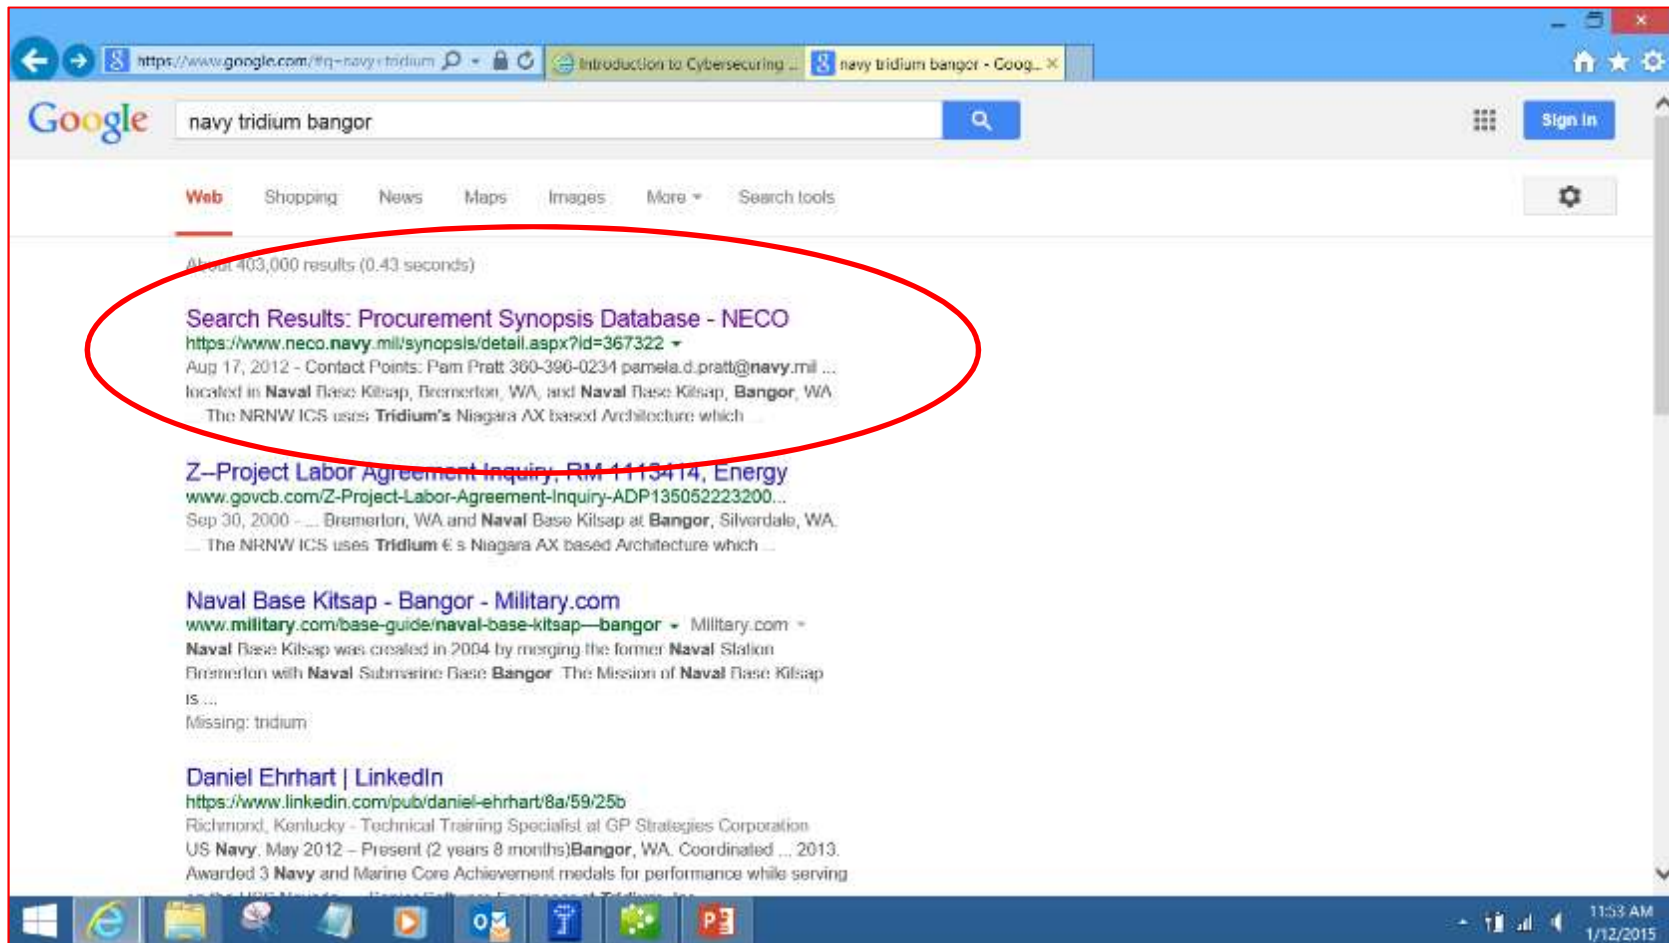 https://www.google.com/#q=navy+tridium
Introduction to Cybersecuring ...
navy tridium bangor - Goog...
Google
navy tridium bangor
Sign in
Web Shopping News Maps Images More Search tools
About 403,000 results (0.43 seconds)
Search Results: Procurement Synopsis Database - NECO
https://www.neco.navy.mil/synopsis/detail.aspx?id=367322
Aug 17, 2012 - Contact Points: Pam Pratt 360-396-0234 pamela.d.pratt@navy.mil ...
located in Naval Base Kitsap, Bremerton, WA, and Naval Base Kitsap, Bangor, WA
... The NRNW ICS uses Tridium's Niagara AX based Architecture which ...
Z--Project Labor Agreement Inquiry, RM 1113414, Energy
www.govcb.com/Z-Project-Labor-Agreement-Inquiry-ADP135052223200...
Sep 30, 2000 - ... Bremerton, WA and Naval Base Kitsap at Bangor, Silverdale, WA.
... The NRNW ICS uses Tridium € s Niagara AX based Architecture which ...
Naval Base Kitsap - Bangor - Military.com
www.military.com/base-guide/naval-base-kitsap---bangor Military.com
Naval Base Kitsap was created in 2004 by merging the former Naval Station
Bremerton with Naval Submarine Base Bangor The Mission of Naval Base Kitsap
is ...
Missing: tridium
Daniel Ehrhart | LinkedIn
https://www.linkedin.com/pub/daniel-ehrhart/8a/59/25b
Richmond, Kentucky - Technical Training Specialist at GP Strategies Corporation
US Navy. May 2012 – Present (2 years 8 months)Bangor, WA. Coordinated ... 2013.
Awarded 3 Navy and Marine Core Achievement medals for performance while serving
11:53 AM
1/12/2015